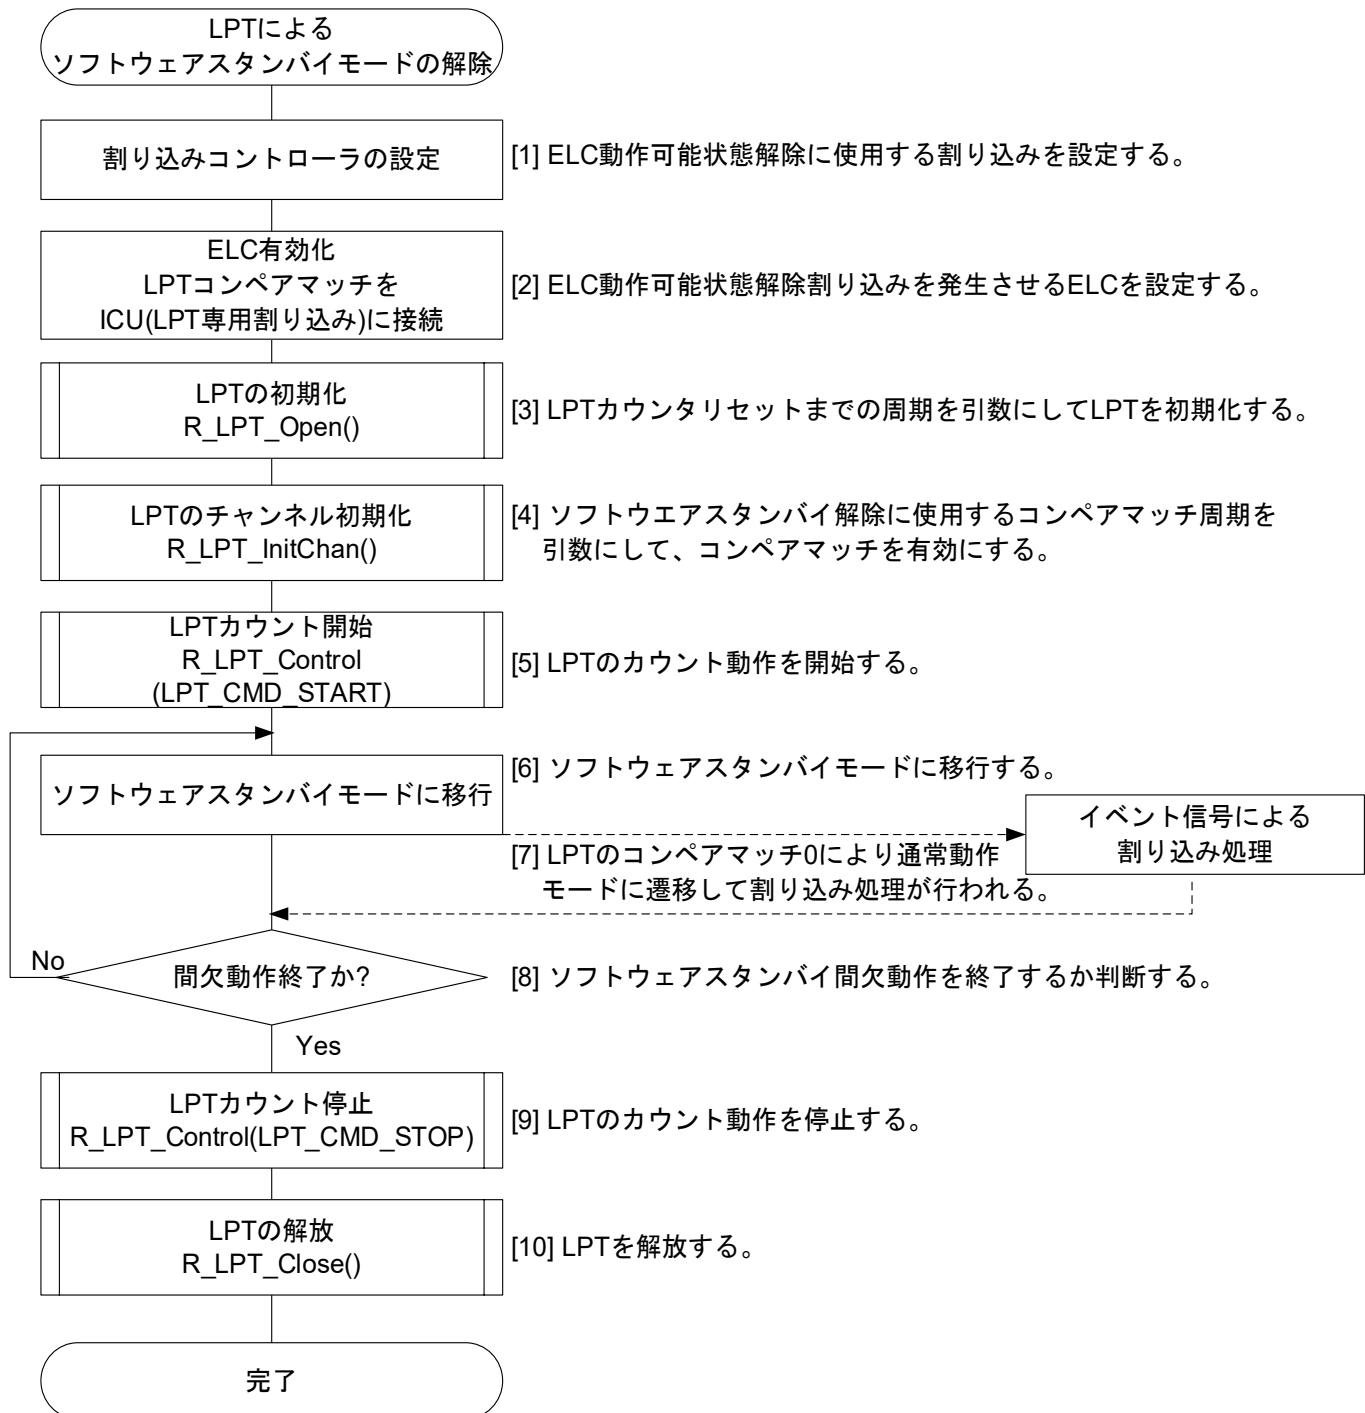 LPTによる
ソフトウェアスタンバイモードの解除
割り込みコントローラの設定
[1] ELC動作可能状態解除に使用する割り込みを設定する。
ELC有効化
LPTコンペアマッチを
ICU(LPT専用割り込み)に接続
[2] ELC動作可能状態解除割り込みを発生させるELCを設定する。
LPTの初期化
R_LPT_Open()
[3] LPTカウンタリセットまでの周期を引数にしてLPTを初期化する。
LPTのチャンネル初期化
R_LPT_InitChan()
[4] ソフトウエアスタンバイ解除に使用するコンペアマッチ周期を
引数にして、コンペアマッチを有効にする。
LPTカウント開始
R_LPT_Control
(LPT_CMD_START)
[5] LPTのカウント動作を開始する。
ソフトウェアスタンバイモードに移行
[6] ソフトウェアスタンバイモードに移行する。
イベント信号による
割り込み処理
[7] LPTのコンペアマッチ0により通常動作
モードに遷移して割り込み処理が行われる。
No
間欠動作終了か?
[8] ソフトウェアスタンバイ間欠動作を終了するか判断する。
Yes
LPTカウント停止
R_LPT_Control(LPT_CMD_STOP)
[9] LPTのカウント動作を停止する。
LPTの解放
R_LPT_Close()
[10] LPTを解放する。
完了